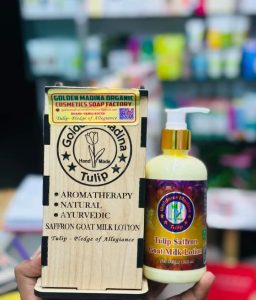 GOLDEN MADINA ORGANIC
COSMETICS SOAP FACTORY
Tulip - Pledge of Allegiance
Golden Madina
Hand Made
Tulip
• AROMATHERAPY
• NATURAL
• AYURVEDIC
SAFFRON GOAT MILK LOTION
Tulip - Pledge of Allegiance
Tulip
Tulip Saffron
Goat Milk Lotion